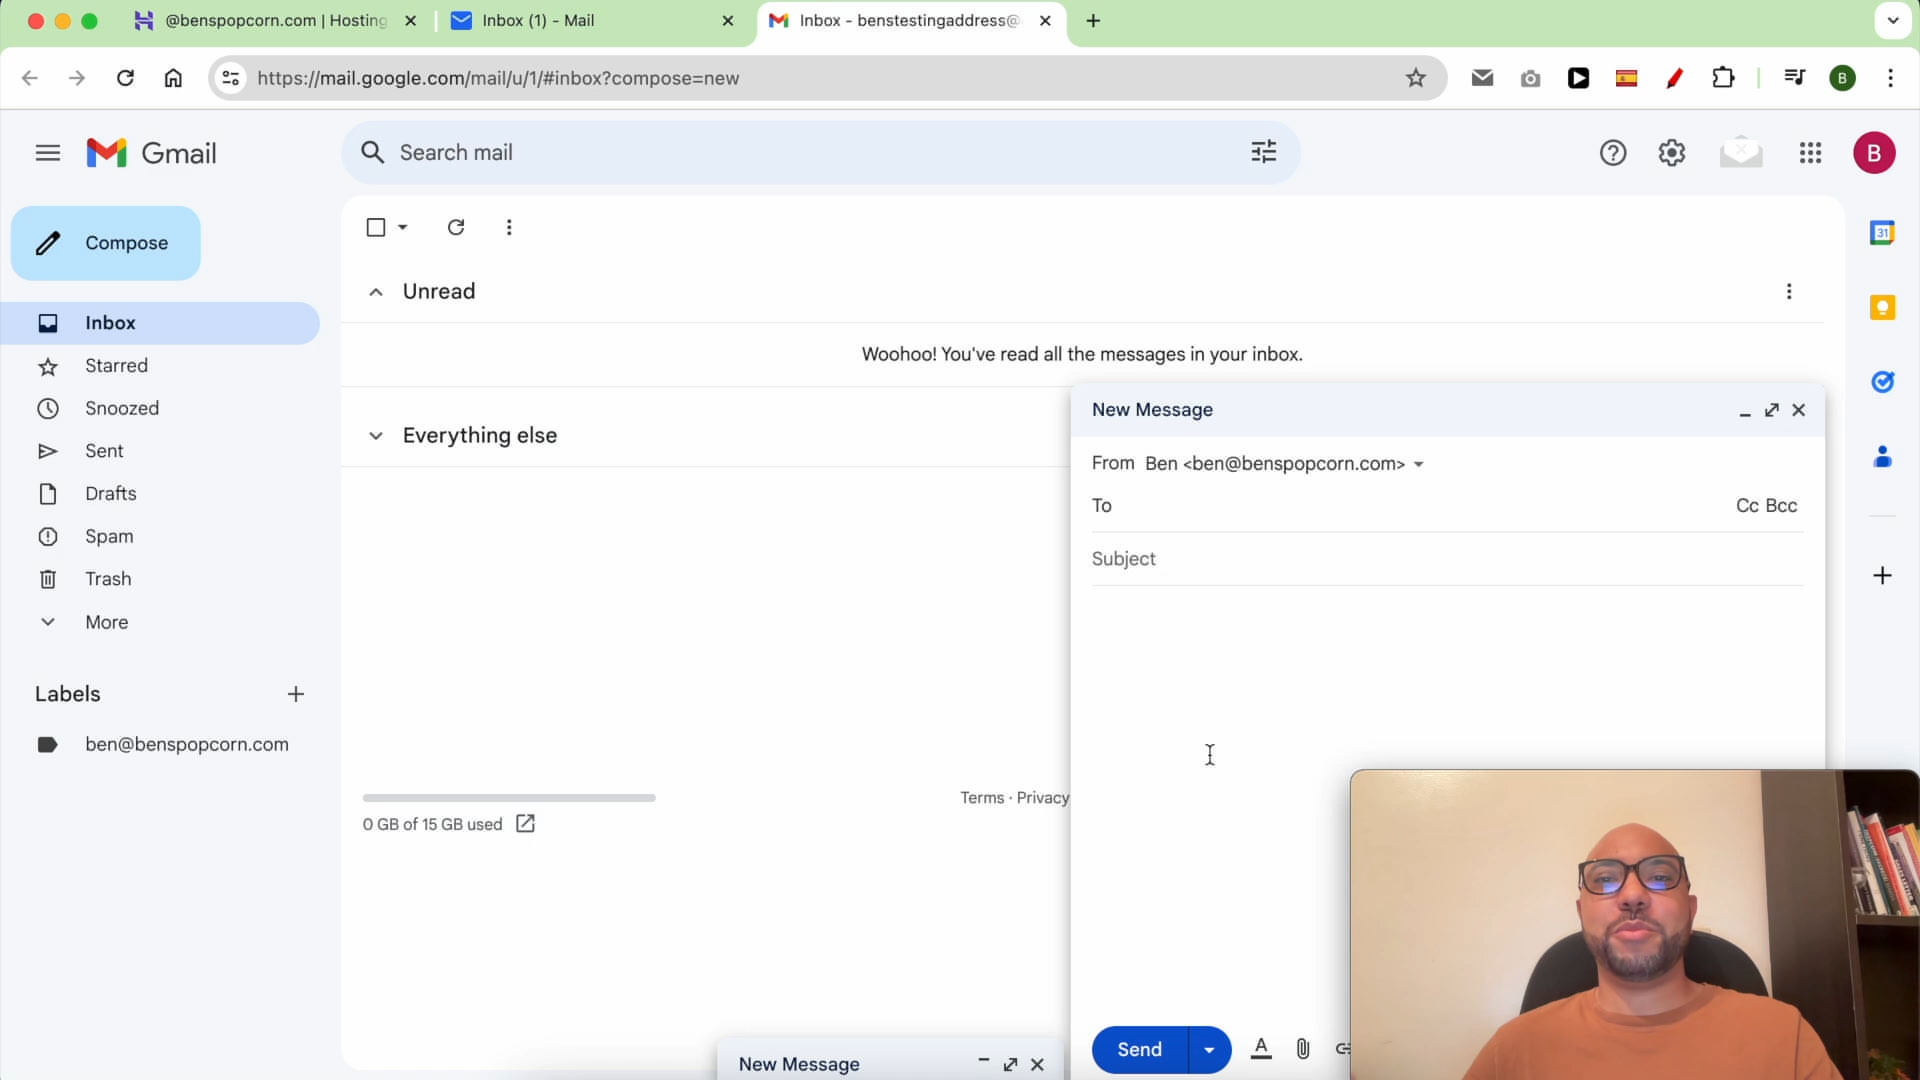 @benspopcorn.com | Hosting
Inbox (1) - Mail
Inbox - benstestingaddress@
https://mail.google.com/mail/u/1/#inbox?compose=new
B
Gmail
Search mail
B
Compose
Inbox
Starred
Snoozed
Sent
Drafts
Spam
Trash
More
Labels
ben@benspopcorn.com
Unread
Woohoo! You've read all the messages in your inbox.
Everything else
0 GB of 15 GB used
Terms · Privacy
31
New Message
From Ben <ben@benspopcorn.com>
To
Cc Bcc
Subject
Send
New Message